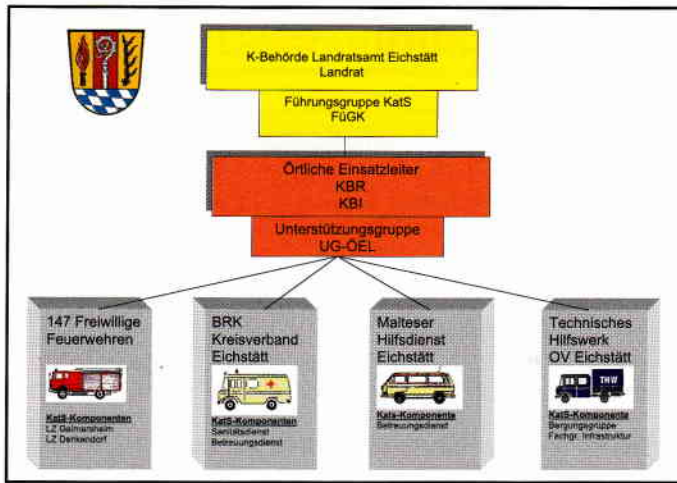 K-Behörde Landratsamt Eichstätt
Landrat
Führungsgruppe KatS
FüGK
Örtliche Einsatzleiter
KBR
KBI
Unterstützungsgruppe
UG-ÖEL
147 Freiwillige
Feuerwehren
KatS-Komponenten
LZ Gaimersheim
LZ Denkendorf
BRK
Kreisverband
Eichstätt
KatS-Komponenten
Sanitätsdienst
Betreuungsdienst
Malteser
Hilfsdienst
Eichstätt
KatS-Komponente
Betreuungsdienst
Technisches
Hilfswerk
OV Eichstätt
THW
KatS-Komponente
Bergungsgruppe
Fachgr. Infrastruktur